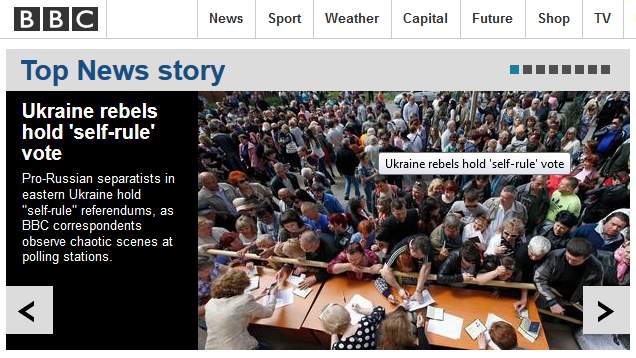 BBC
News
Sport
Weather
Capital
Future
Shop
TV
Top News story
Ukraine rebels
hold 'self-rule'
vote
Pro-Russian separatists in
eastern Ukraine hold
"self-rule" referendums, as
BBC correspondents
observe chaotic scenes at
polling stations.
Ukraine rebels hold 'self-rule' vote
<
>